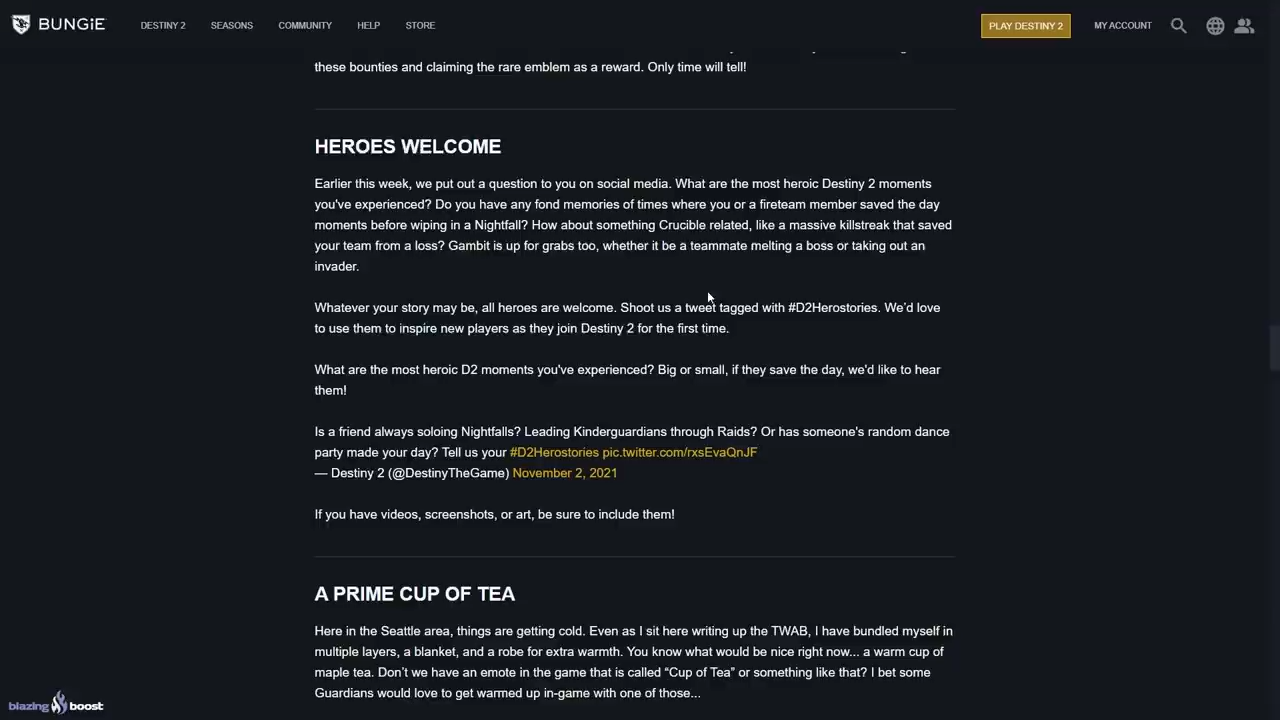 BUNGiE DESTINY 2 SEASONS COMMUNITY HELP STORE PLAY DESTINY 2 MY ACCOUNT
these bounties and claiming the rare emblem as a reward. Only time will tell!
HEROES WELCOME
Earlier this week, we put out a question to you on social media. What are the most heroic Destiny 2 moments
you've experienced? Do you have any fond memories of times where you or a fireteam member saved the day
moments before wiping in a Nightfall? How about something Crucible related, like a massive killstreak that saved
your team from a loss? Gambit is up for grabs too, whether it be a teammate melting a boss or taking out an
invader.
Whatever your story may be, all heroes are welcome. Shoot us a tweet tagged with #D2Herostories. We'd love
to use them to inspire new players as they join Destiny 2 for the first time.
What are the most heroic D2 moments you've experienced? Big or small, if they save the day, we'd like to hear
them!
Is a friend always soloing Nightfalls? Leading Kinderguardians through Raids? Or has someone's random dance
party made your day? Tell us your #D2Herostories pic.twitter.com/rxsEvaQnJF
— Destiny 2 (@DestinyTheGame) November 2, 2021
If you have videos, screenshots, or art, be sure to include them!
A PRIME CUP OF TEA
Here in the Seattle area, things are getting cold. Even as I sit here writing up the TWAB, I have bundled myself in
multiple layers, a blanket, and a robe for extra warmth. You know what would be nice right now... a warm cup of
maple tea. Don't we have an emote in the game that is called “Cup of Tea” or something like that? I bet some
Guardians would love to get warmed up in-game with one of those...
blazing boost